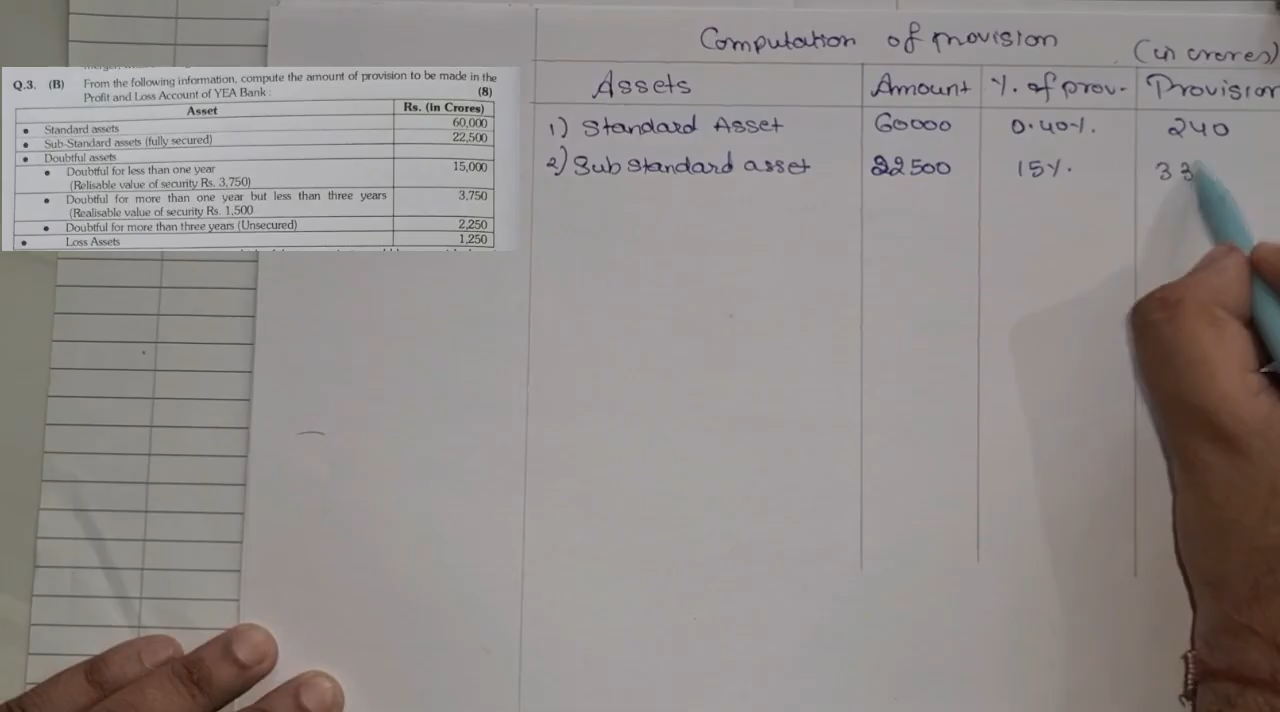 Q.3. (B) From the following information, compute the amount of provision to be made in the
Profit and Loss Account of YEA Bank : (8)
Asset Rs. (in Crores)
• Standard assets 60,000
• Sub-Standard assets (fully secured) 22,500
• Doubtful assets
• Doubtful for less than one year 15,000
(Relisable value of security Rs. 3,750)
• Doubtful for more than one year but less than three years 3,750
(Realisable value of security Rs. 1,500
• Doubtful for more than three years (Unsecured) 2,250
• Loss Assets 1,250
Computation of provision
(in crores)
Assets Amount % of prov. Provision
1) Standard Asset 60000 0.40%. 240
2) Sub Standard asset 22500 15%. 33